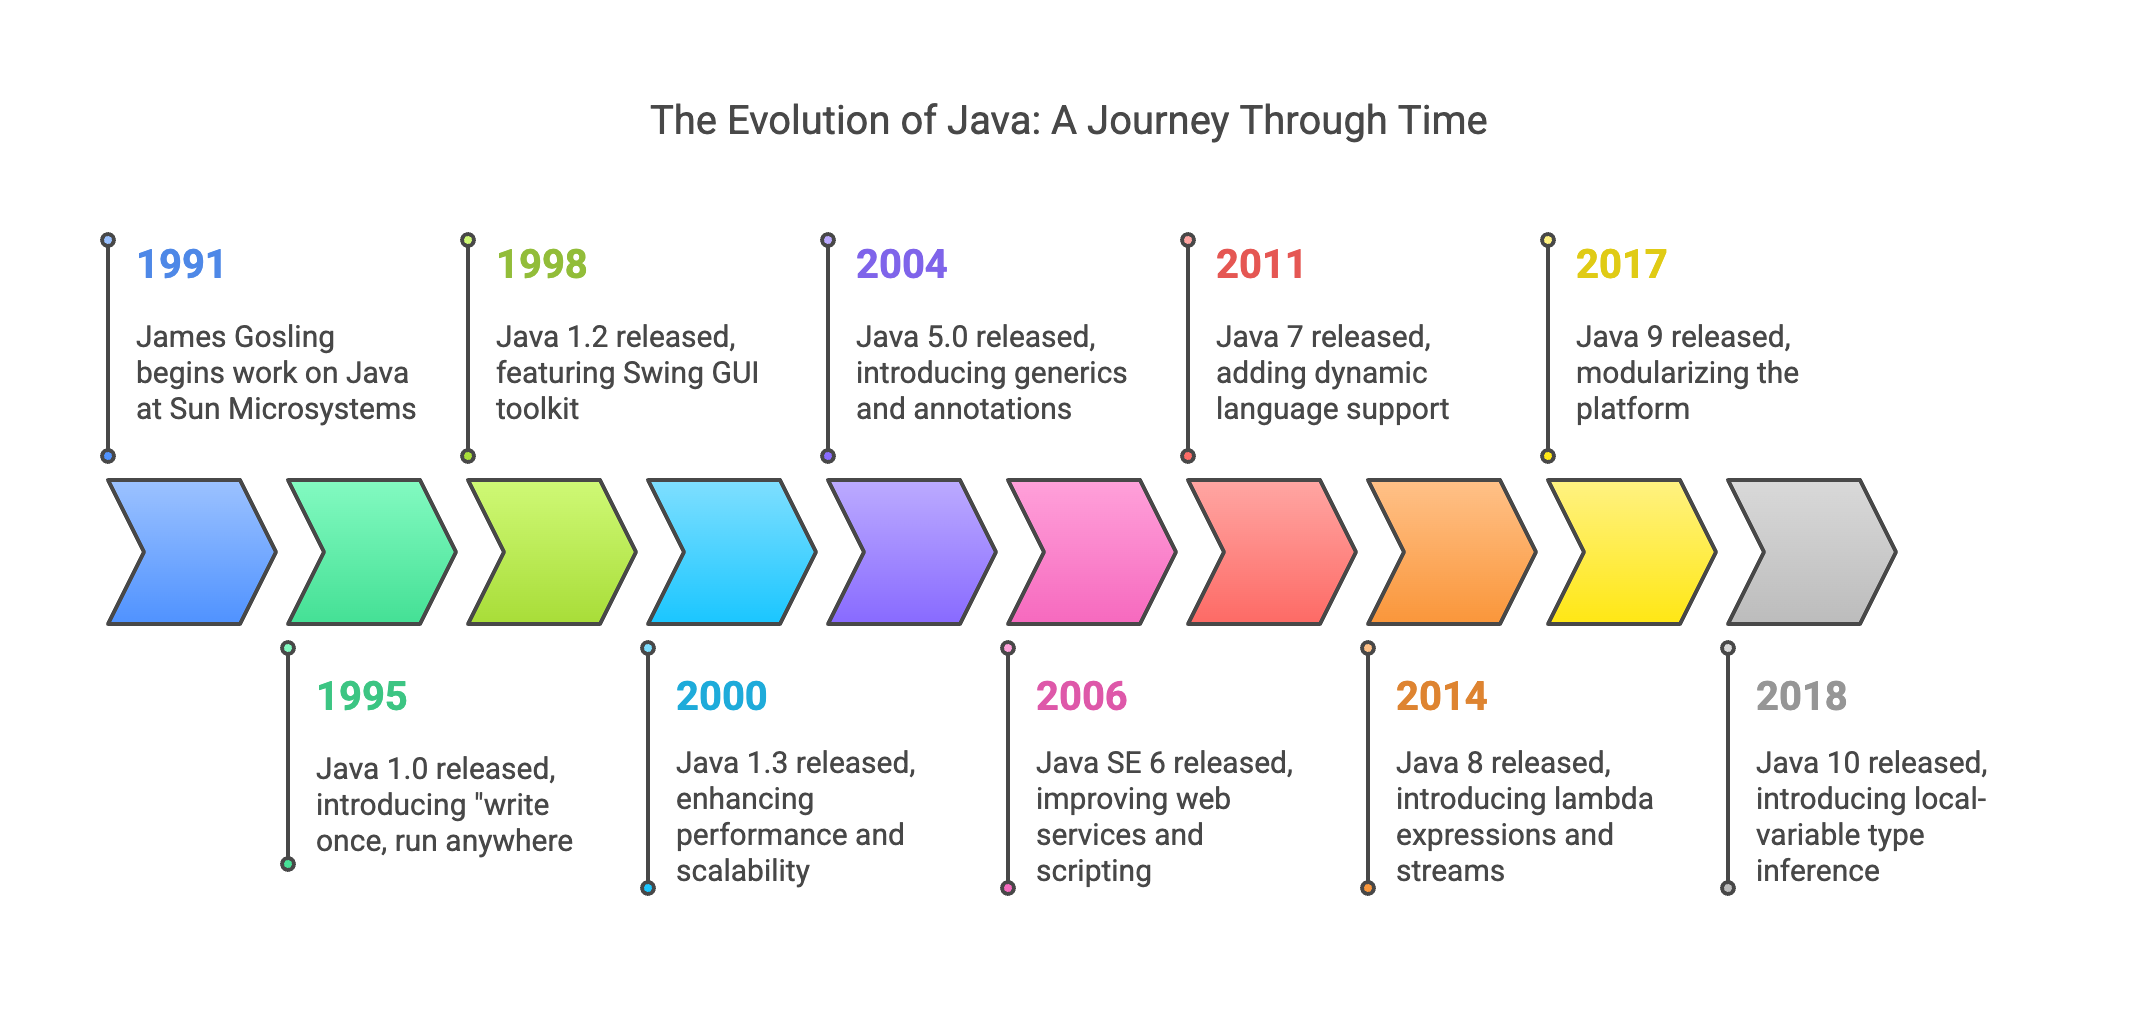 The Evolution of Java: A Journey Through Time
1991
James Gosling
begins work on Java
at Sun Microsystems
1995
Java 1.0 released,
introducing "write
once, run anywhere
1998
Java 1.2 released,
featuring Swing GUI
toolkit
2000
Java 1.3 released,
enhancing
performance and
scalability
2004
Java 5.0 released,
introducing generics
and annotations
2006
Java SE 6 released,
improving web
services and
scripting
2011
Java 7 released,
adding dynamic
language support
2014
Java 8 released,
introducing lambda
expressions and
streams
2017
Java 9 released,
modularizing the
platform
2018
Java 10 released,
introducing local-
variable type
inference